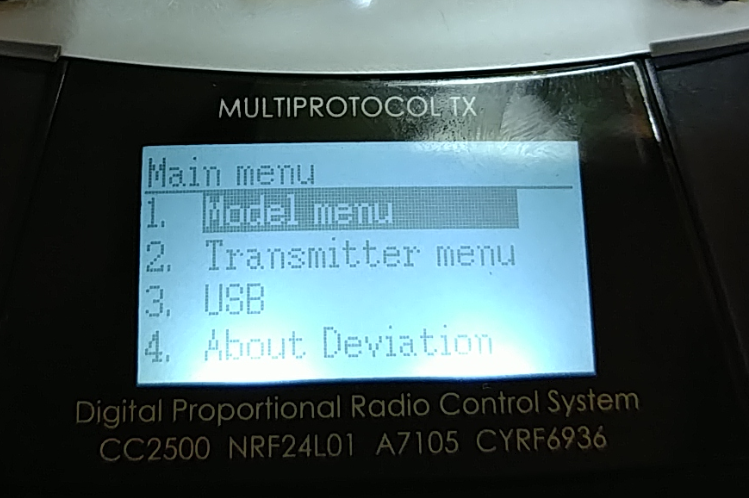 MULTIPROTOCOL TX
Main menu
1. Model menu
2. Transmitter menu
3. USB
4. About Deviation
Digital Proportional Radio Control System
CC2500 NRF24L01 A7105 CYRF6936